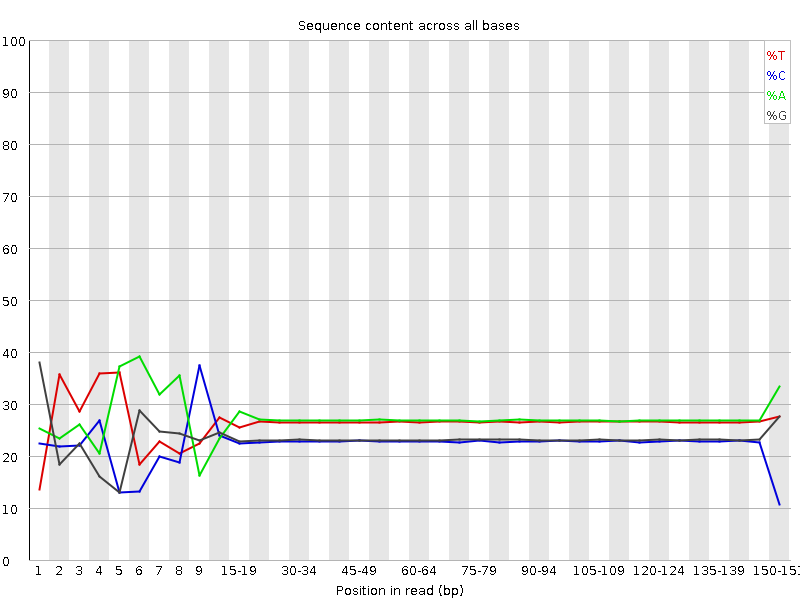 Sequence content across all bases
100
90
80
70
60
50
40
30
20
10
0
%T
%C
%A
%G
1 2 3 4 5 6 7 8 9 15-19 30-34 45-49 60-64 75-79 90-94 105-109 120-124 135-139 150-151
Position in read (bp)